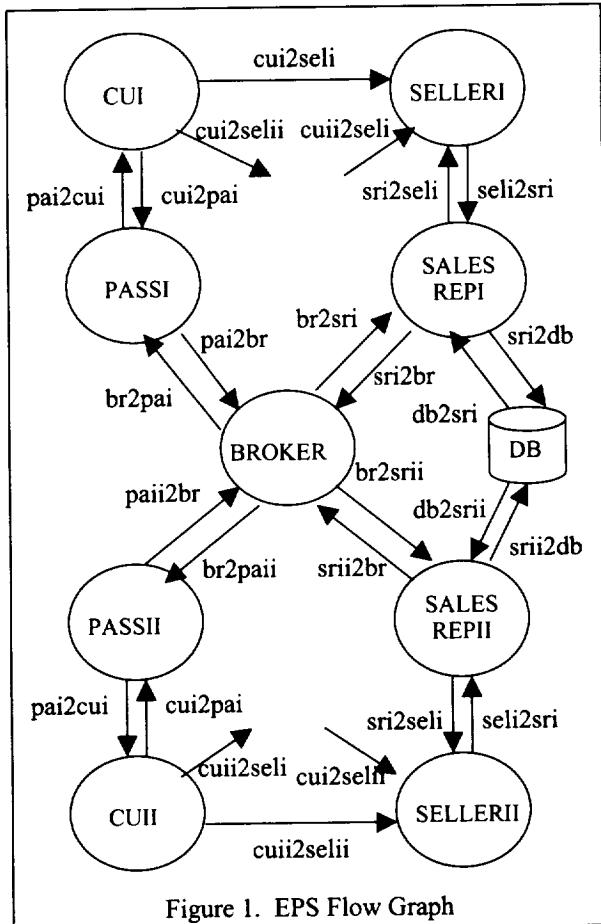 cui2seli
CUI
SELLERI
cui2selii
cuii2seli
pai2cui
cui2pai
sri2seli
seli2sri
PASSI
SALES
REPI
pai2br
br2sri
sri2db
br2pai
sri2br
db2sri
BROKER
DB
paii2br
br2srii
db2srii
br2paii
srii2br
srii2db
PASSII
SALES
REPII
pai2cui
cui2pai
sri2seli
seli2sri
cuii2seli
cui2selii
CUII
SELLERII
cuii2selii
Figure 1. EPS Flow Graph